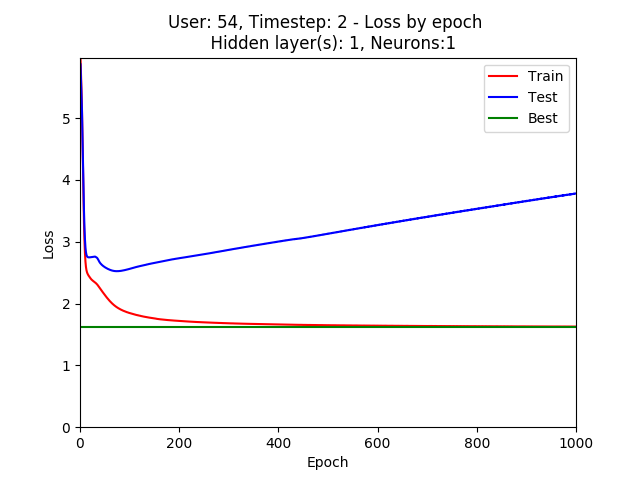 User: 54, Timestep: 2 - Loss by epoch
Hidden layer(s): 1, Neurons:1
Train
Test
Best
5
4
3
2
1
0
Loss
0
200
400
600
800
1000
Epoch